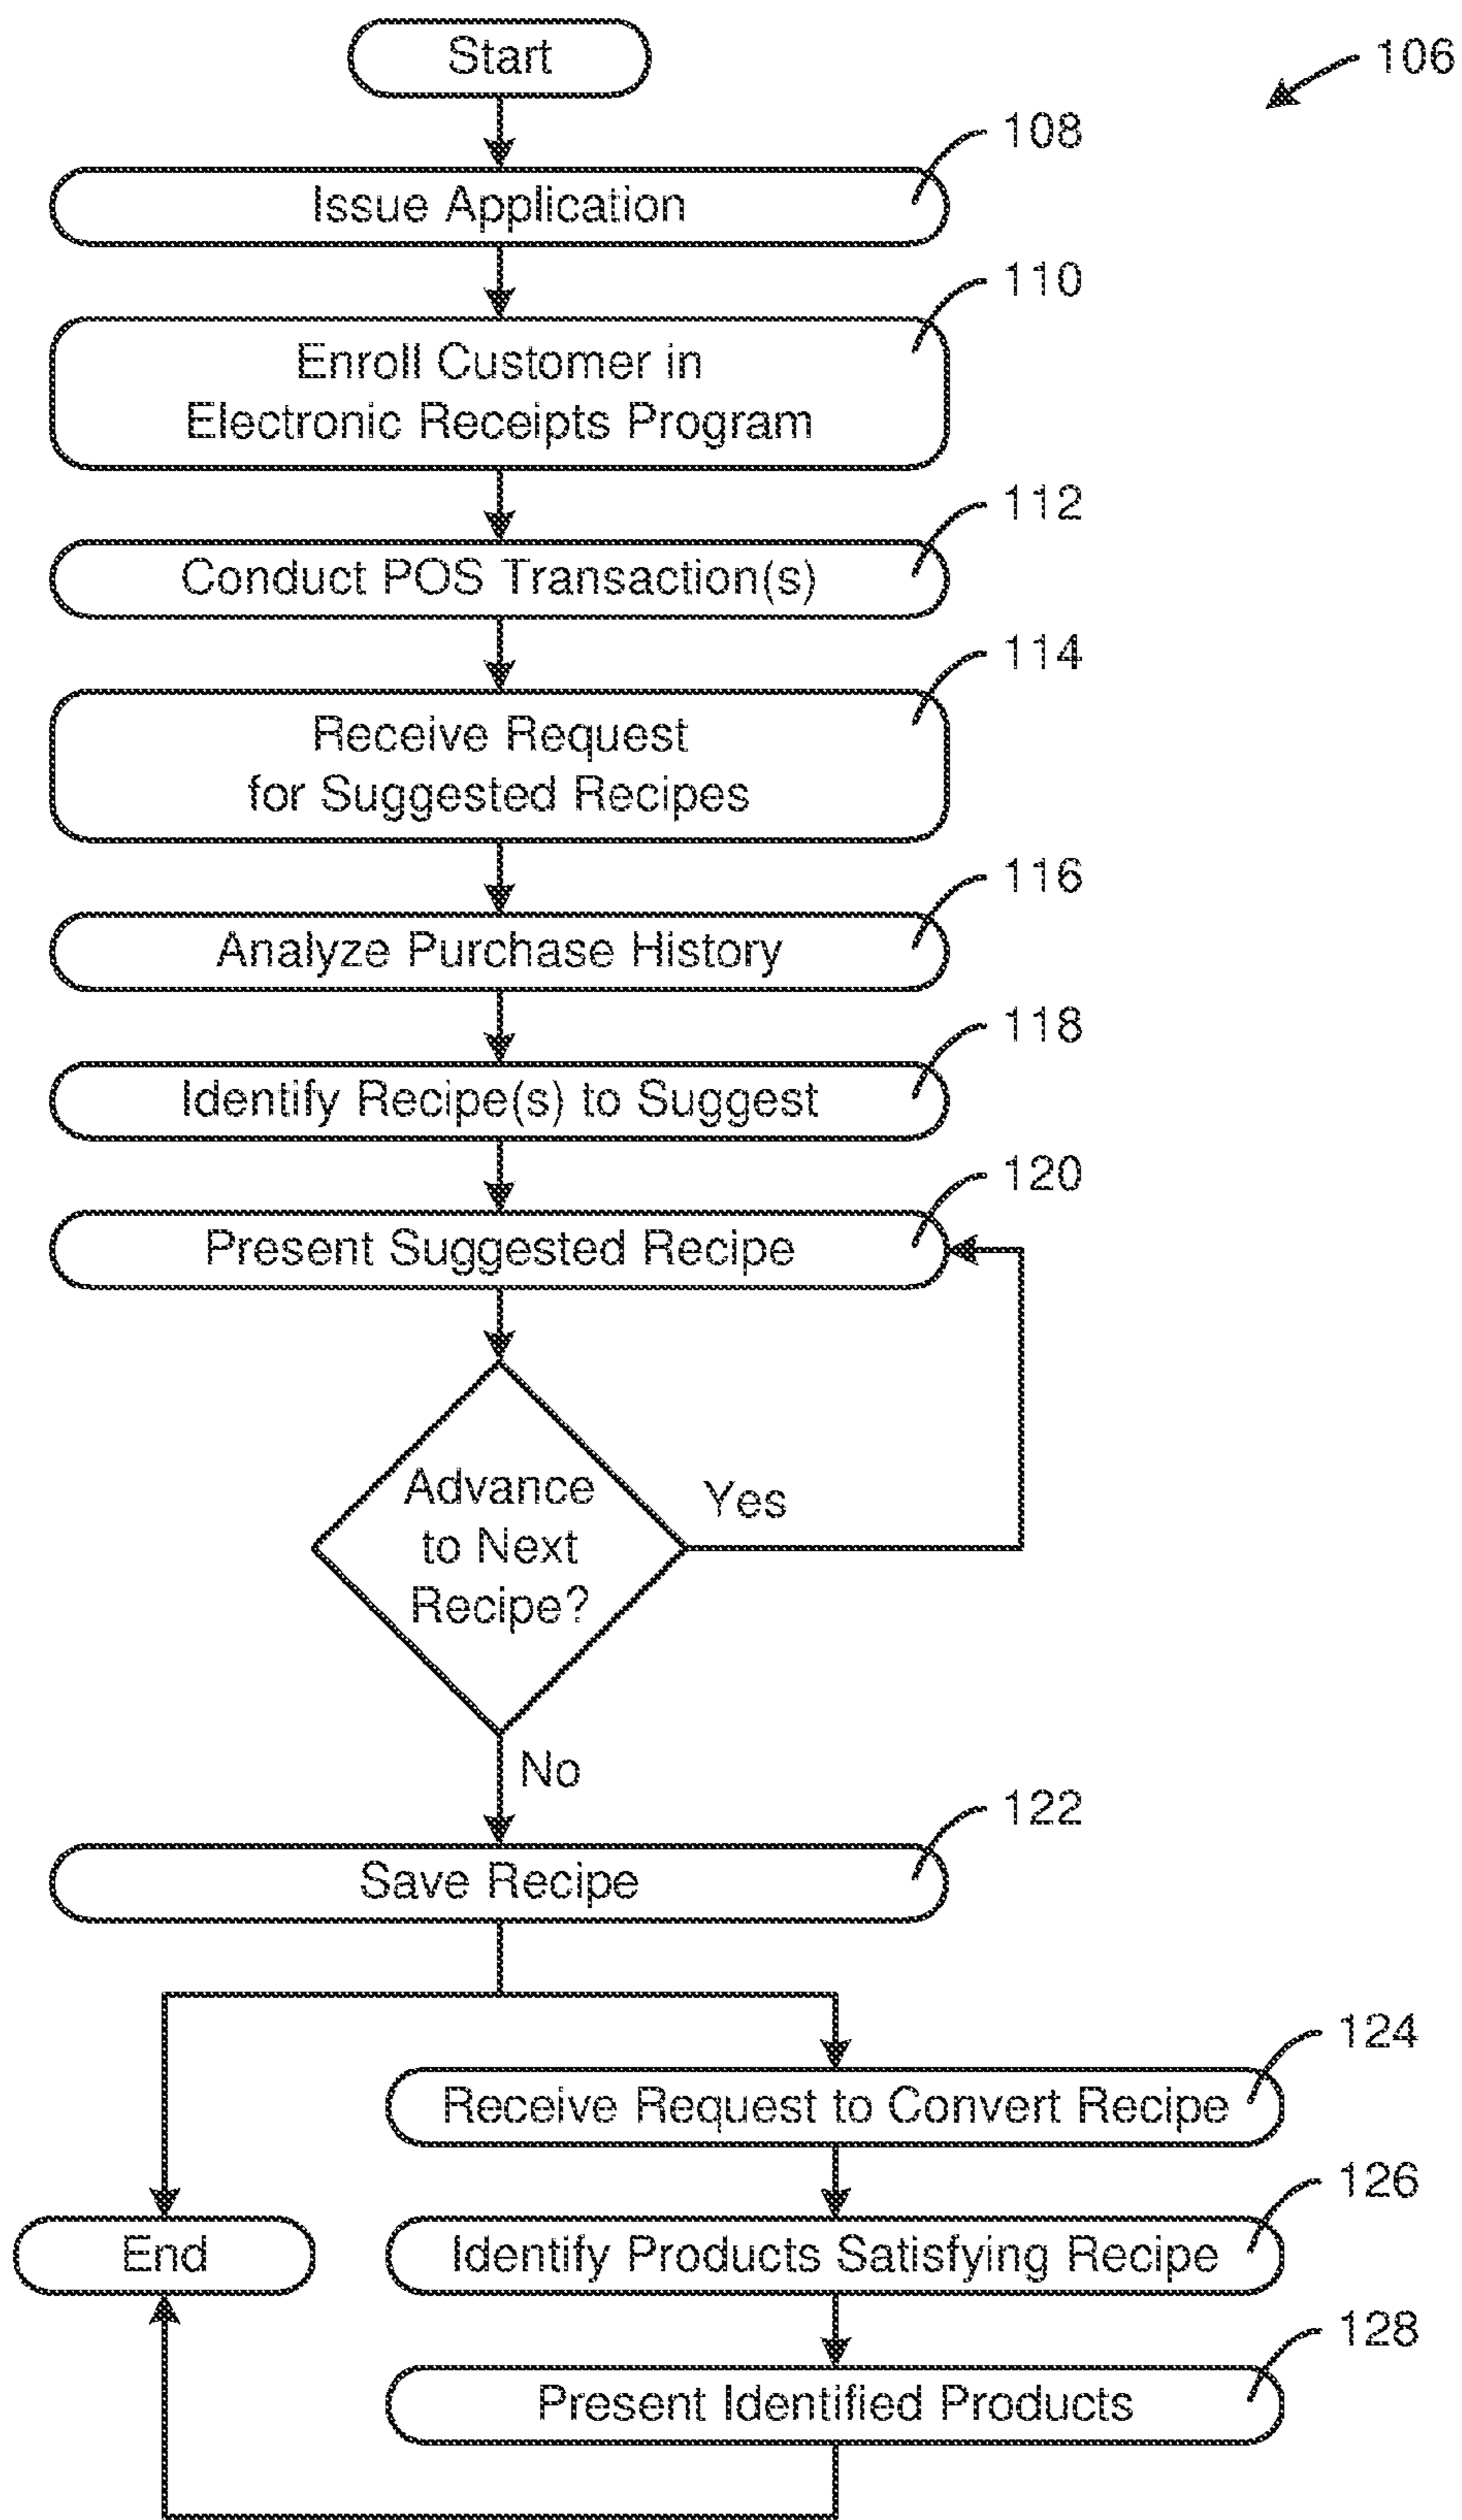 Start
106
108
Issue Application
110
Enroll Customer in
Electronic Receipts Program
112
Conduct POS Transaction(s)
114
Receive Request
for Suggested Recipes
116
Analyze Purchase History
118
Identify Recipe(s) to Suggest
120
Present Suggested Recipe
Advance
to Next
Recipe?
Yes
No
122
Save Recipe
124
Receive Request to Convert Recipe
126
End
Identify Products Satisfying Recipe
128
Present Identified Products